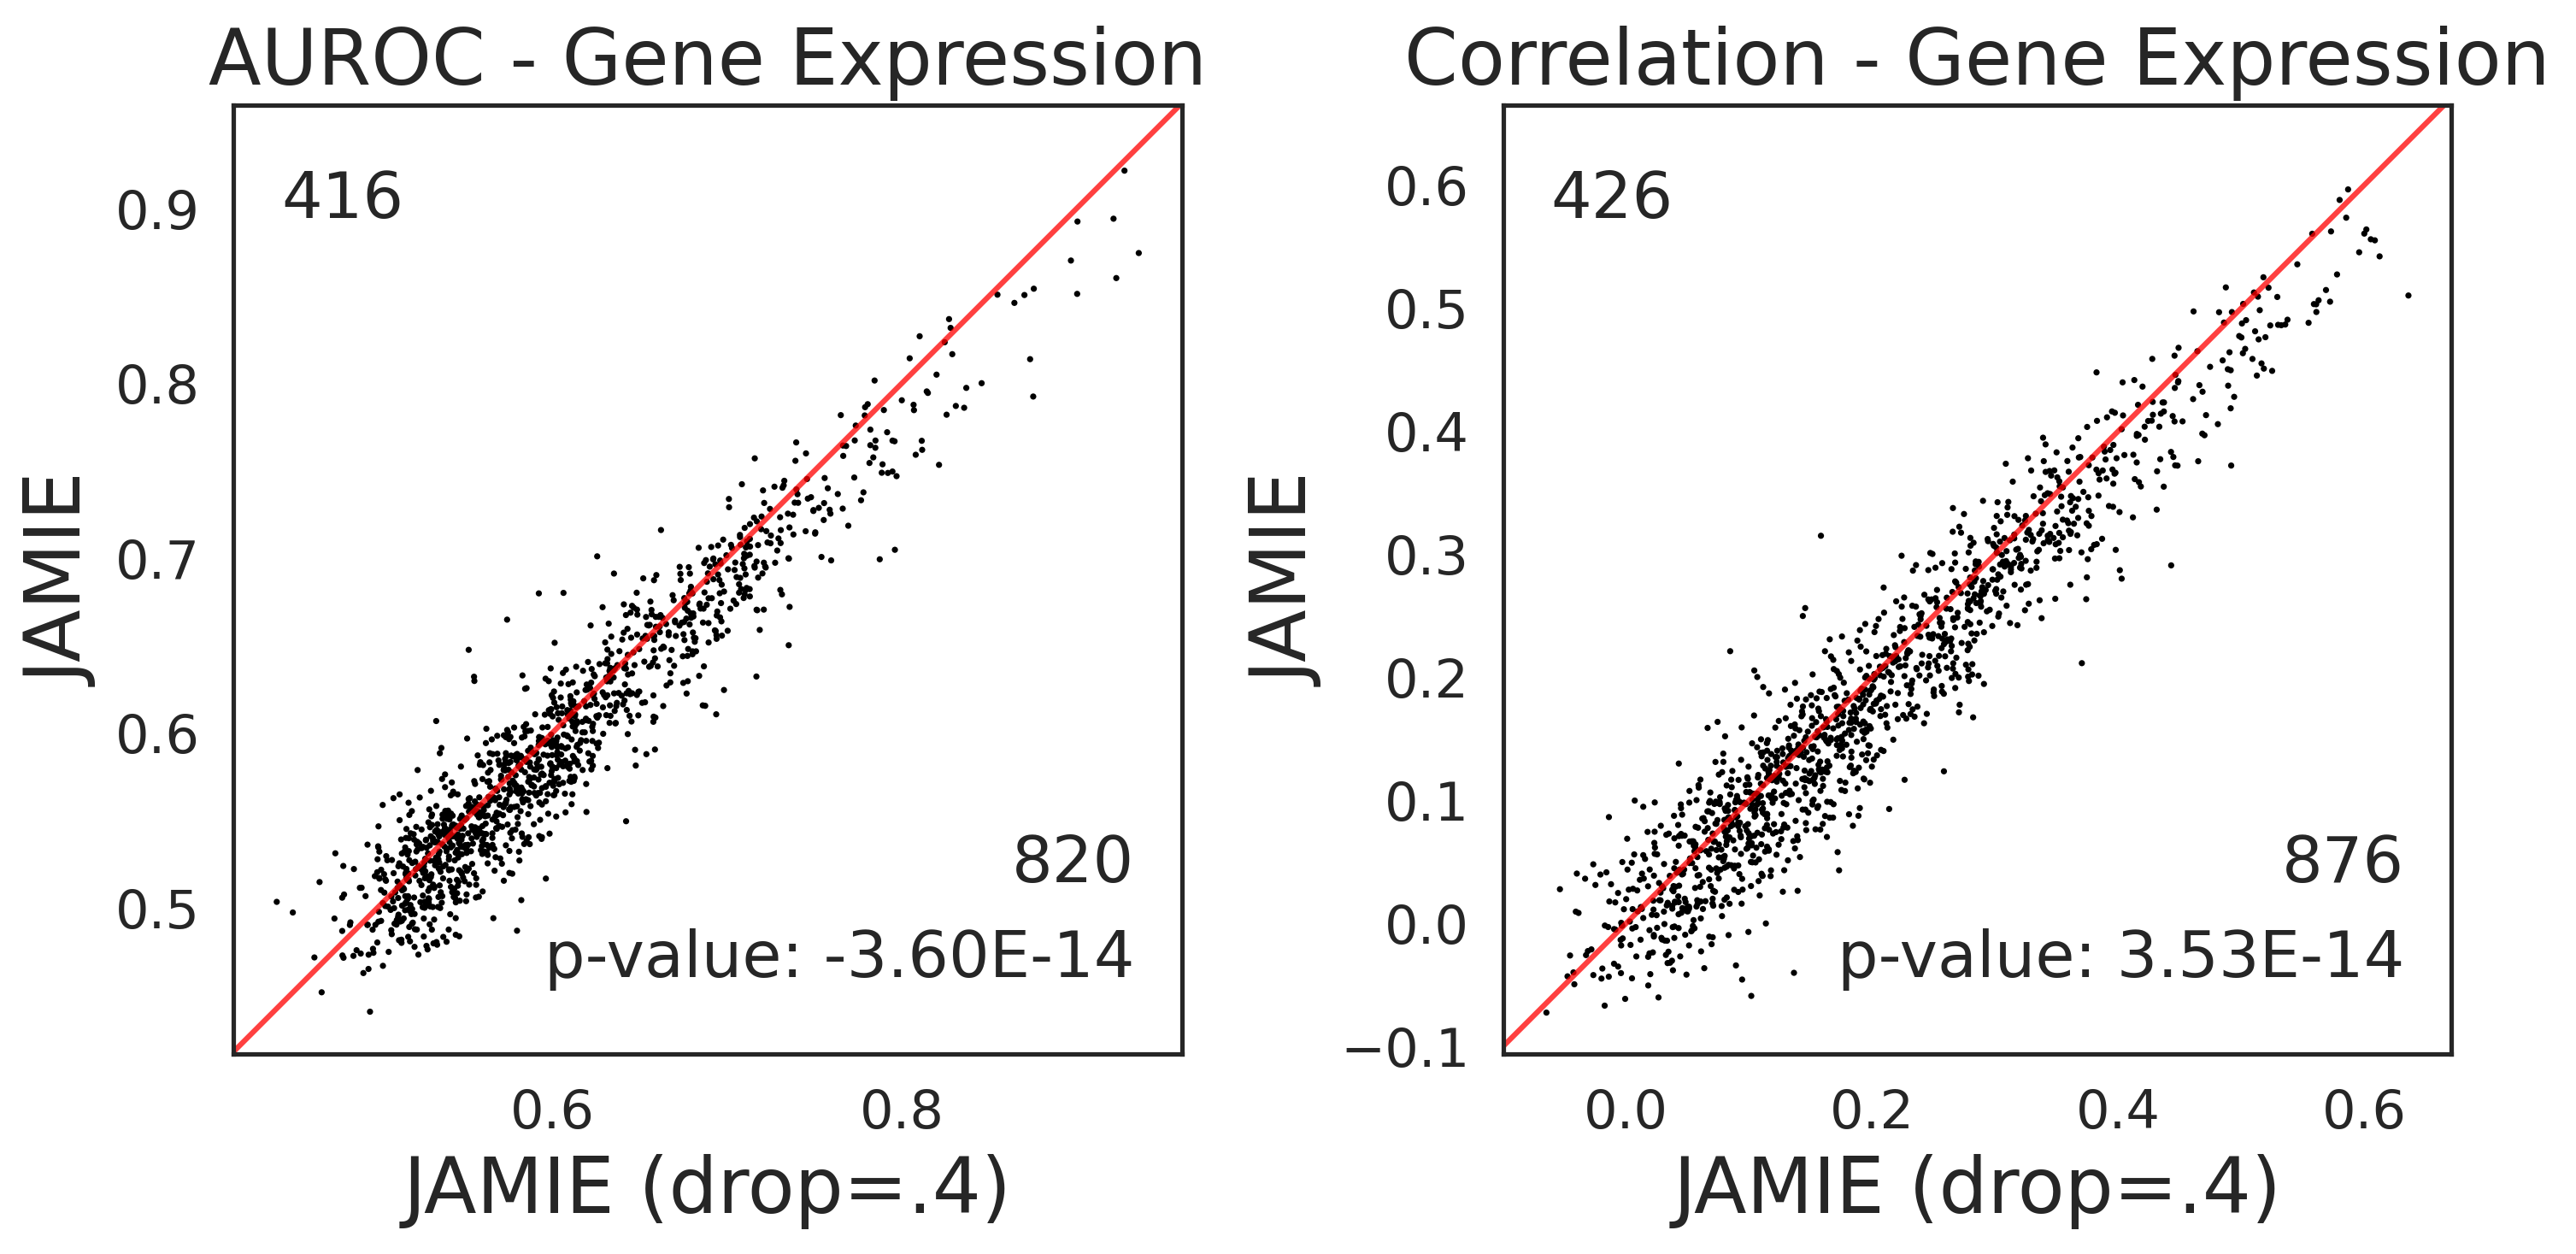 AUROC - Gene Expression
JAMIE
0.9
0.8
0.7
0.6
0.5
416
820
p-value: -3.60E-14
0.6 0.8
JAMIE (drop=.4)
Correlation - Gene Expression
JAMIE
0.6
0.5
0.4
0.3
0.2
0.1
0.0
−0.1
426
876
p-value: 3.53E-14
0.0 0.2 0.4 0.6
JAMIE (drop=.4)